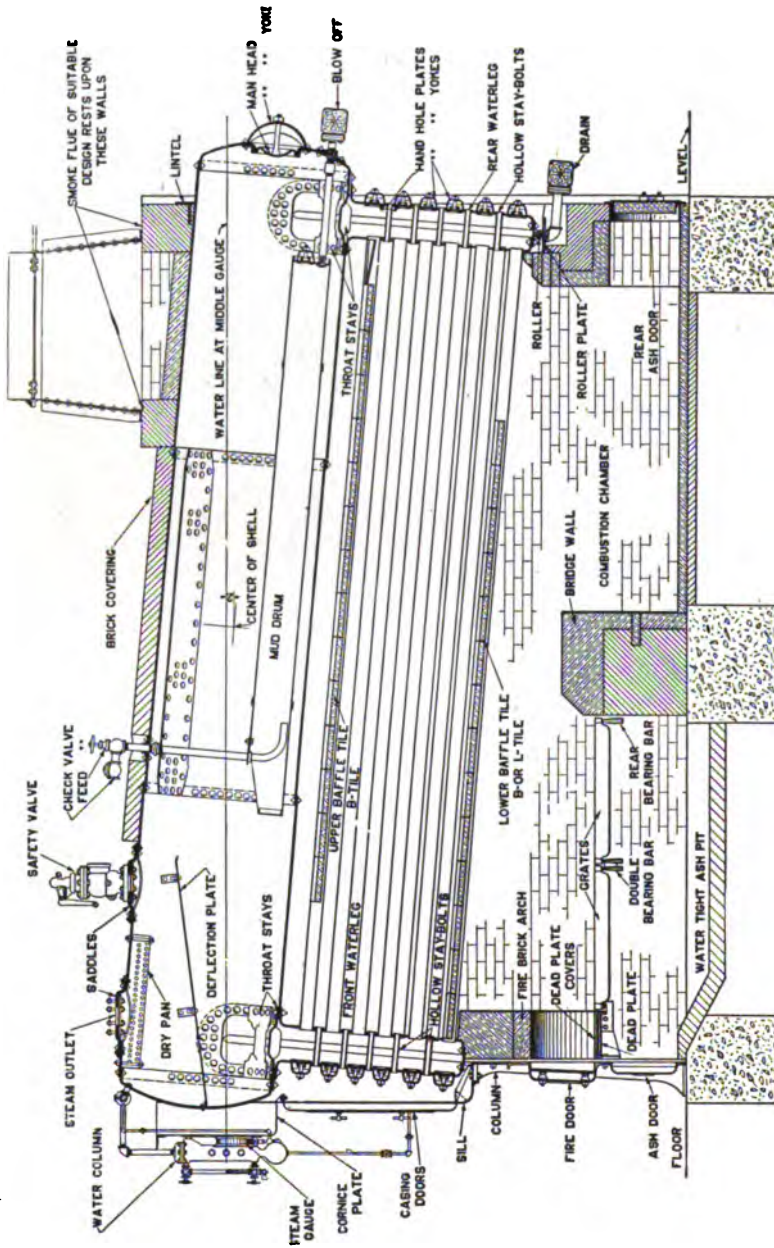 SMOKE FLUE OF SUITABLE
DESIGN RESTS UPON
THESE WALLS
LINTEL
MAN HEAD
" " YOKE
BLOW OFF
HAND HOLE PLATES
" " YOKES
REAR WATERLEG
HOLLOW STAY-BOLTS
DRAIN
LEVEL
BRICK COVERING
WATER LINE AT MIDDLE GAUGE
CENTER OF SHELL
MUD DRUM
THROAT STAYS
ROLLER
ROLLER PLATE
REAR
ASH DOOR
COMBUSTION CHAMBER
BRIDGE WALL
CHECK VALVE
FEED "
SAFETY VALVE
UPPER BAFFLE TILE
B-TILE
LOWER BAFFLE TILE
B-OR L-TILE
REAR
BEARING BAR
GRATES
DOUBLE
BEARING BAR
WATER TIGHT ASH PIT
SADDLES
STEAM OUTLET
DRY PAN
DEFLECTION PLATE
THROAT STAYS
FRONT WATERLEG
HOLLOW STAY-BOLTS
FIRE BRICK ARCH
DEAD PLATE
COVERS
DEAD PLATE
WATER COLUMN
STEAM
GAUGE
CORNICE
PLATE
CASING
DOORS
SILL
COLUMN
FIRE DOOR
ASH DOOR
FLOOR